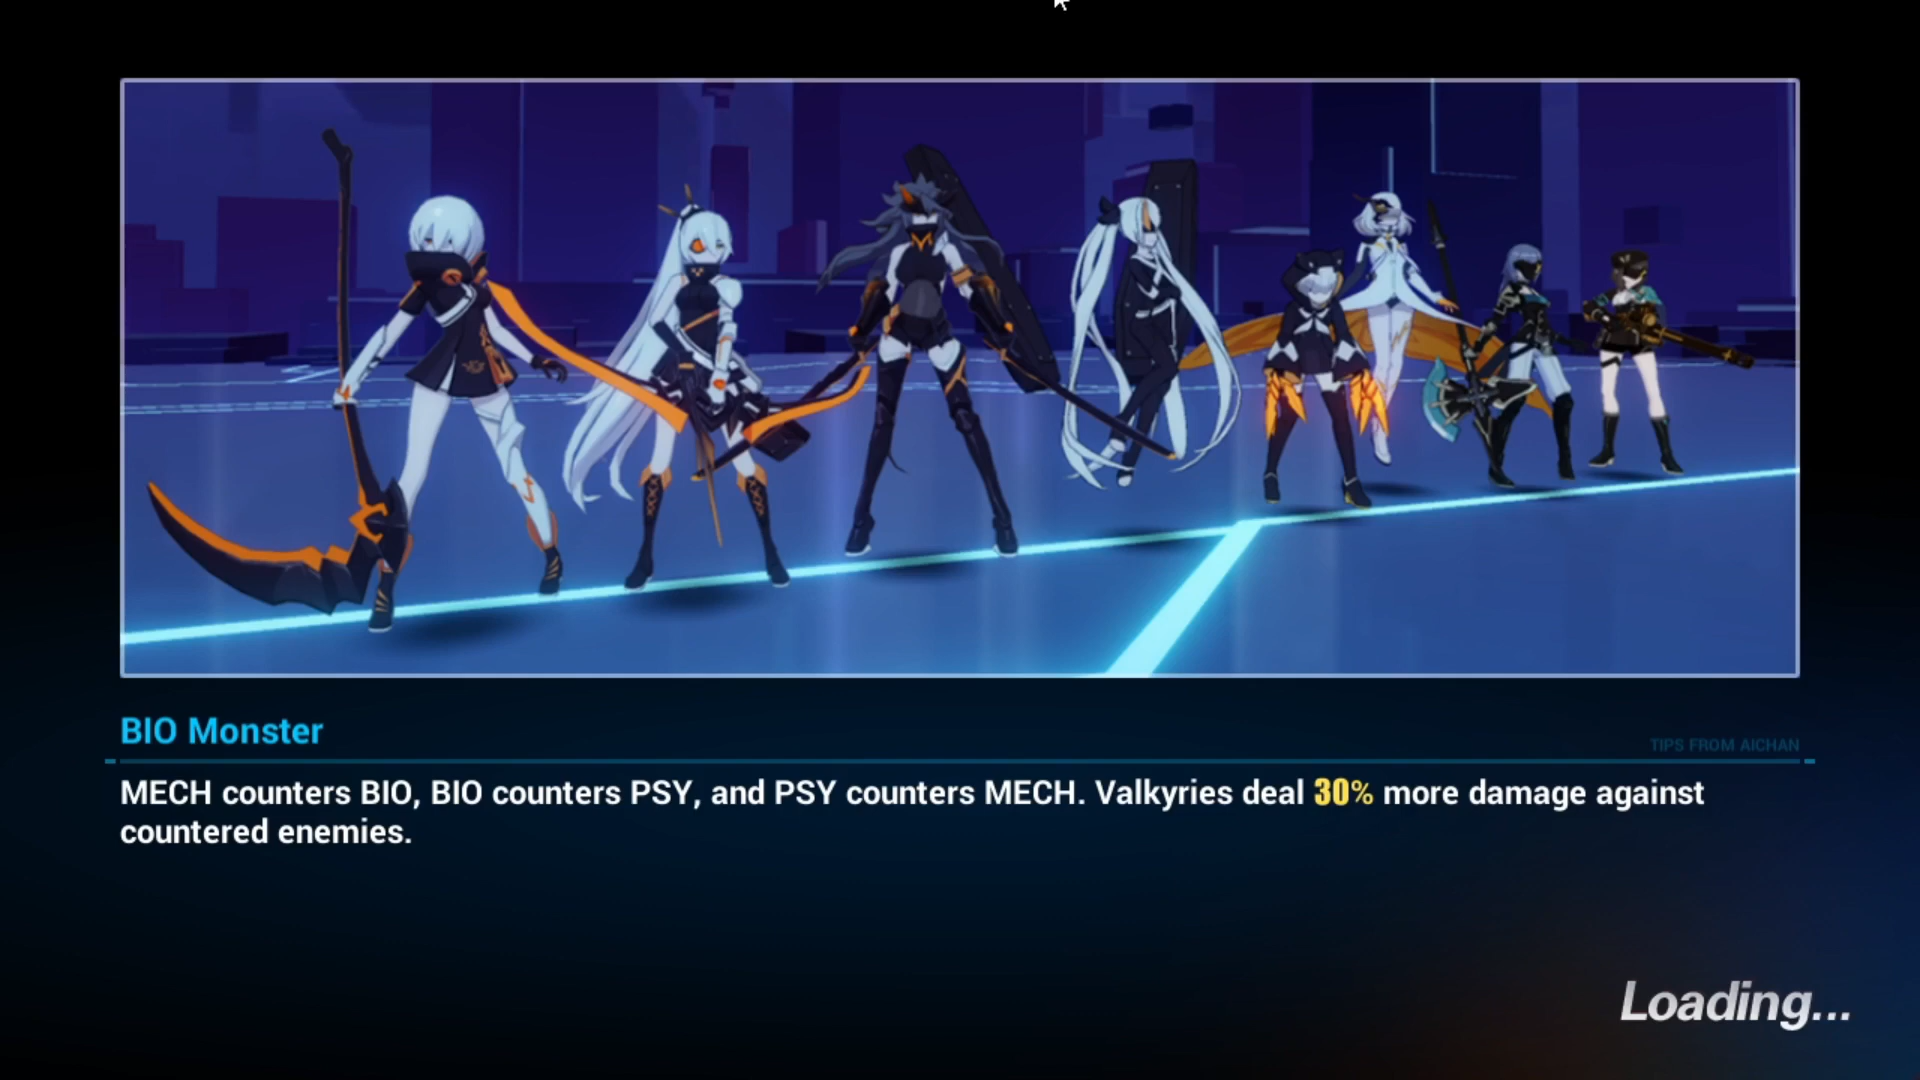 BIO Monster
TIPS FROM AICHAN
MECH counters BIO, BIO counters PSY, and PSY counters MECH. Valkyries deal 30% more damage against
countered enemies.
Loading...